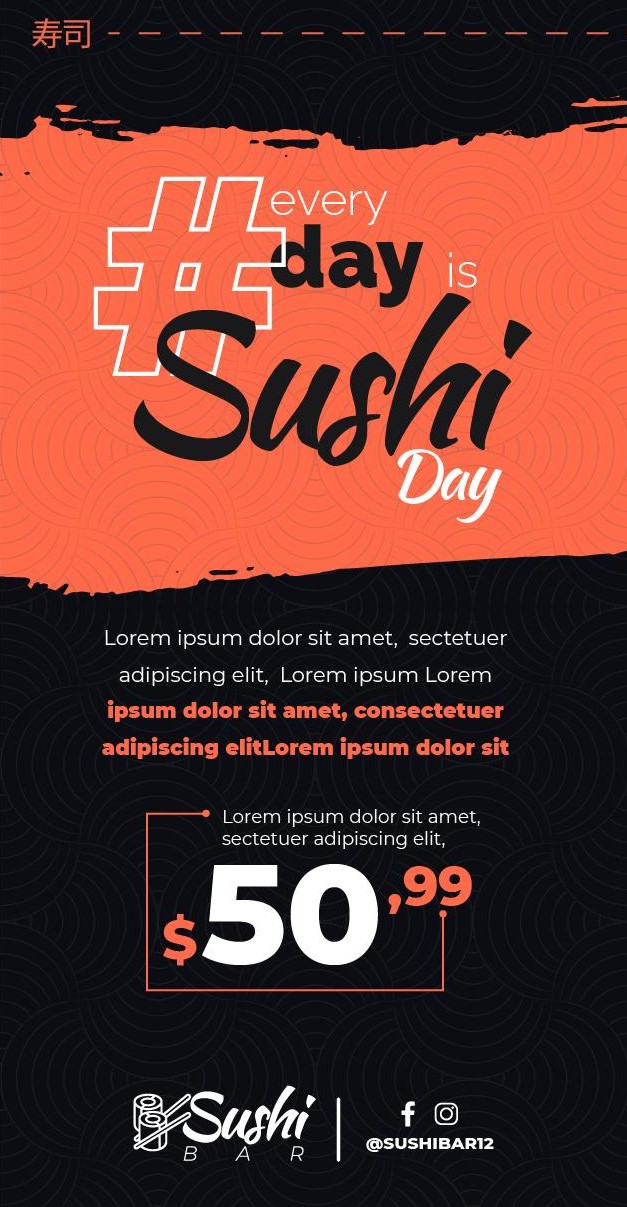 寿司
#every
day is
Sushi
Day
Lorem ipsum dolor sit amet, sectetuer
adipiscing elit, Lorem ipsum Lorem
ipsum dolor sit amet, consectetuer
adipiscing elitLorem ipsum dolor sit
Lorem ipsum dolor sit amet,
sectetuer adipiscing elit,
$50,99
Sushi
BAR
@SUSHIBAR12